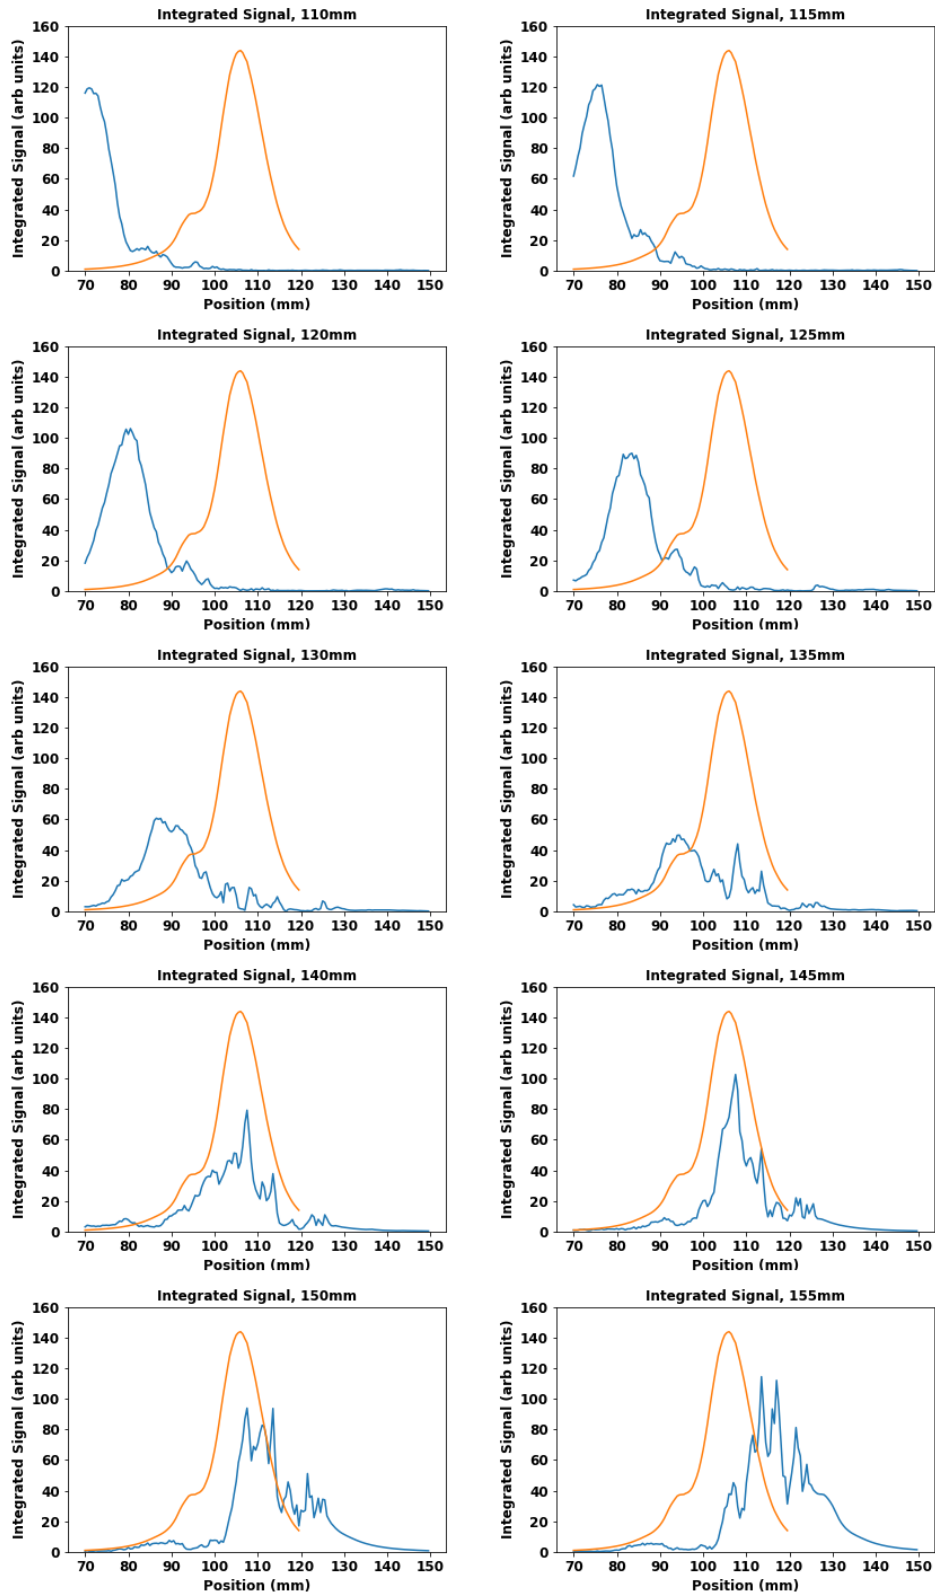 Integrated Signal, 110mm
Integrated Signal (arb units)
160
140
120
100
80
60
40
20
0
70 80 90 100 110 120 130 140 150
Position (mm)
Integrated Signal, 115mm
Integrated Signal (arb units)
160
140
120
100
80
60
40
20
0
70 80 90 100 110 120 130 140 150
Position (mm)
Integrated Signal, 120mm
Integrated Signal (arb units)
160
140
120
100
80
60
40
20
0
70 80 90 100 110 120 130 140 150
Position (mm)
Integrated Signal, 125mm
Integrated Signal (arb units)
160
140
120
100
80
60
40
20
0
70 80 90 100 110 120 130 140 150
Position (mm)
Integrated Signal, 130mm
Integrated Signal (arb units)
160
140
120
100
80
60
40
20
0
70 80 90 100 110 120 130 140 150
Position (mm)
Integrated Signal, 135mm
Integrated Signal (arb units)
160
140
120
100
80
60
40
20
0
70 80 90 100 110 120 130 140 150
Position (mm)
Integrated Signal, 140mm
Integrated Signal (arb units)
160
140
120
100
80
60
40
20
0
70 80 90 100 110 120 130 140 150
Position (mm)
Integrated Signal, 145mm
Integrated Signal (arb units)
160
140
120
100
80
60
40
20
0
70 80 90 100 110 120 130 140 150
Position (mm)
Integrated Signal, 150mm
Integrated Signal (arb units)
160
140
120
100
80
60
40
20
0
70 80 90 100 110 120 130 140 150
Position (mm)
Integrated Signal, 155mm
Integrated Signal (arb units)
160
140
120
100
80
60
40
20
0
70 80 90 100 110 120 130 140 150
Position (mm)